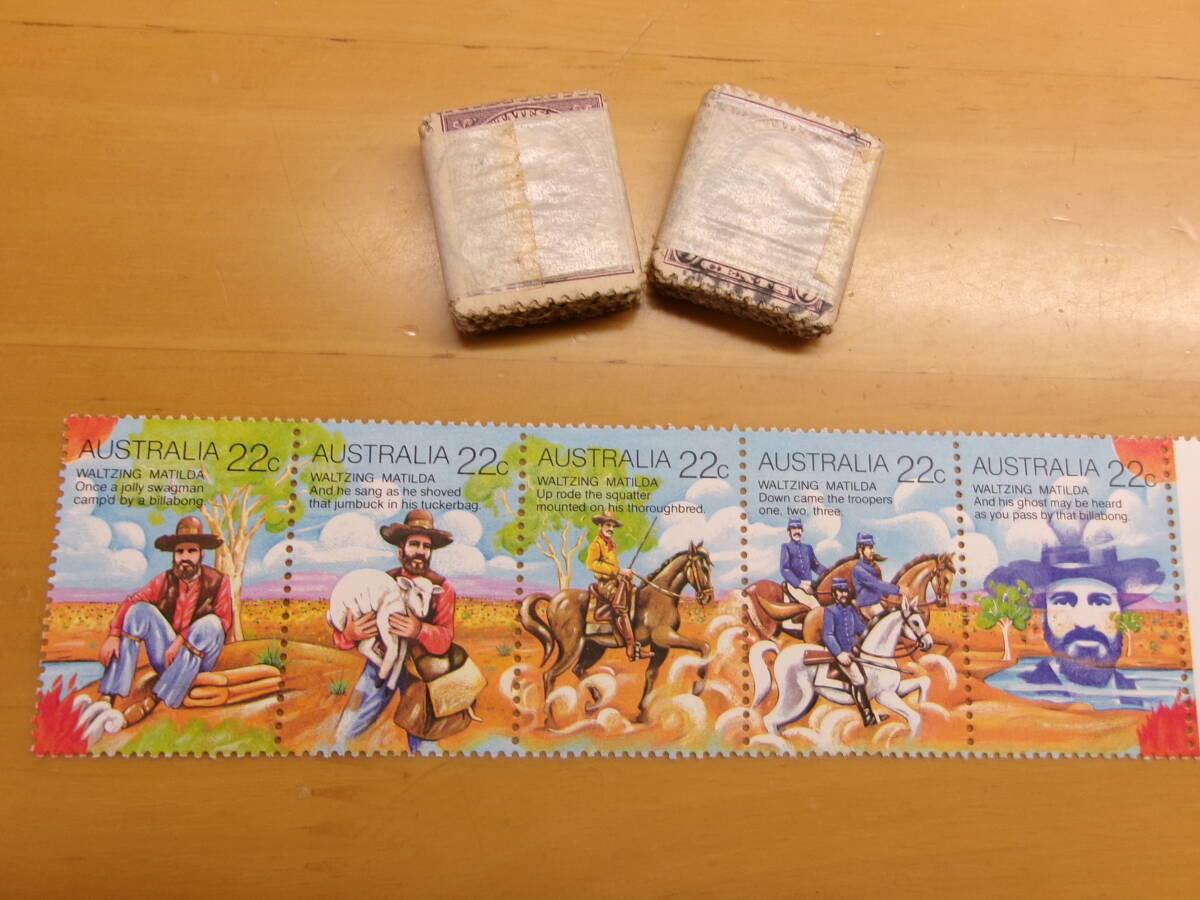 CENTS
AUSTRALIA 22c
WALTZING MATILDA
Once a jolly swagman
camp'd by a billabong.
AUSTRALIA 22c
WALTZING MATILDA
And he sang as he shoved
that jumbuck in his tuckerbag.
AUSTRALIA 22c
WALTZING MATILDA
Up rode the squatter
mounted on his thoroughbred.
AUSTRALIA 22c
WALTZING MATILDA
Down came the troopers
one, two, three.
AUSTRALIA 22c
WALTZING MATILDA
And his ghost may be heard
as you pass by that billabong.